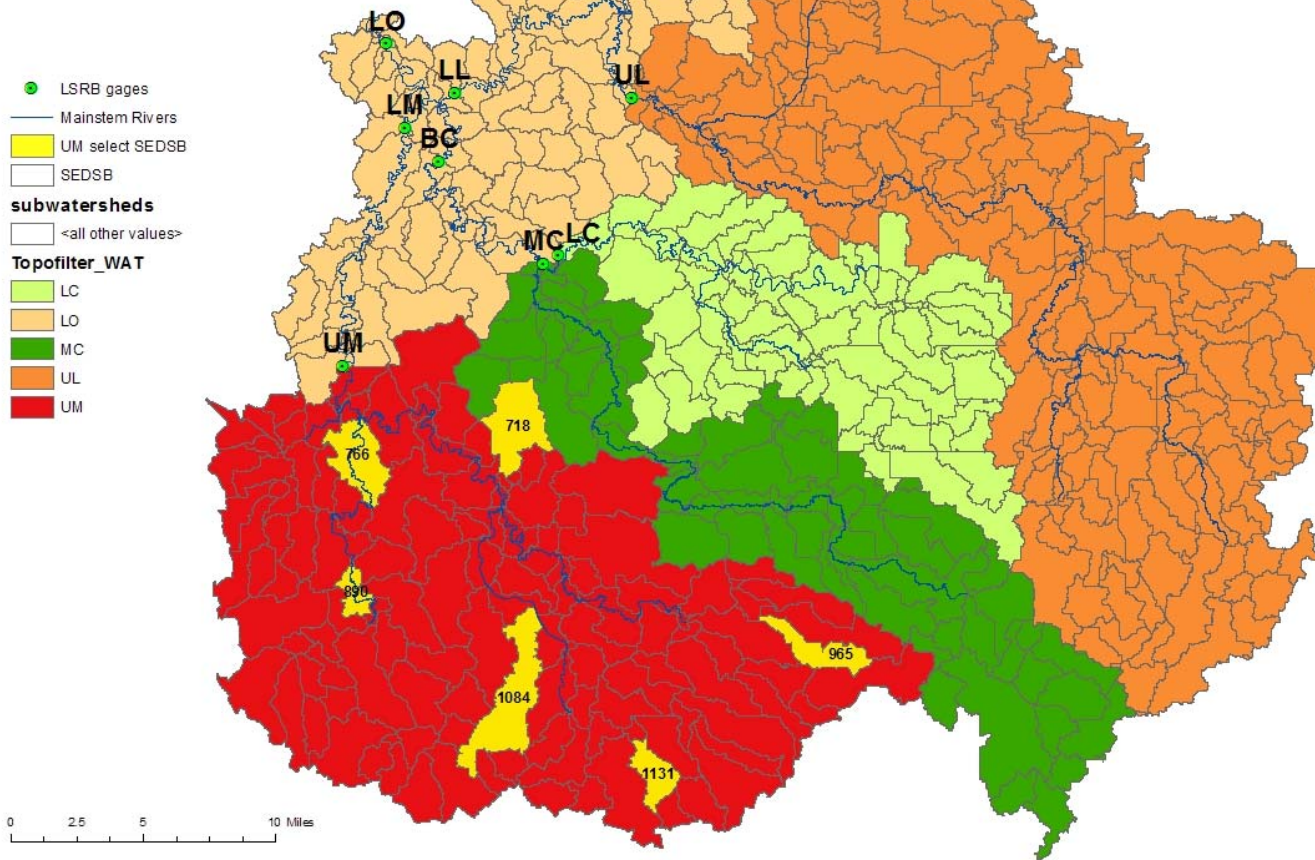 LSRB gages
Mainstem Rivers
UM select SEDSB
SEDSB
subwatersheds
<all other values>
Topofilter_WAT
LC
LO
MC
UL
UM
LO
LL
UL
LM
BC
MC
LC
UM
718
766
890
965
1084
1131
0 2.5 5 10 Miles